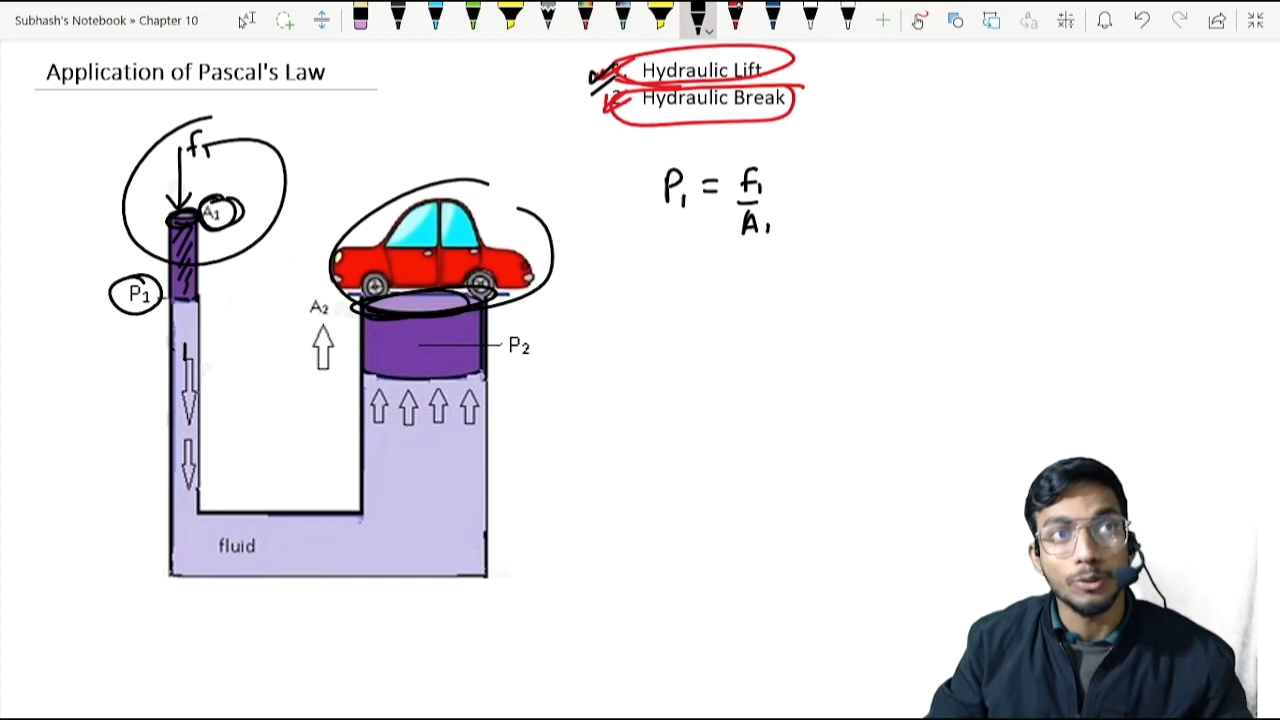 Subhash's Notebook » Chapter 10
Application of Pascal's Law
Hydraulic Lift
Hydraulic Break
f₁
A₁
P₁ = f₁/A₁
P₁
A₂
P₂
fluid